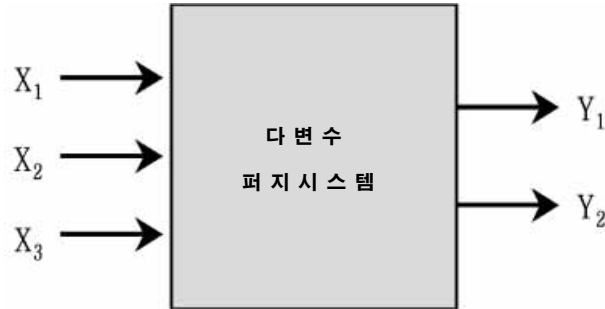 X₁
X₂
X₃
다 변 수
퍼 지 시 스 템
Y₁
Y₂